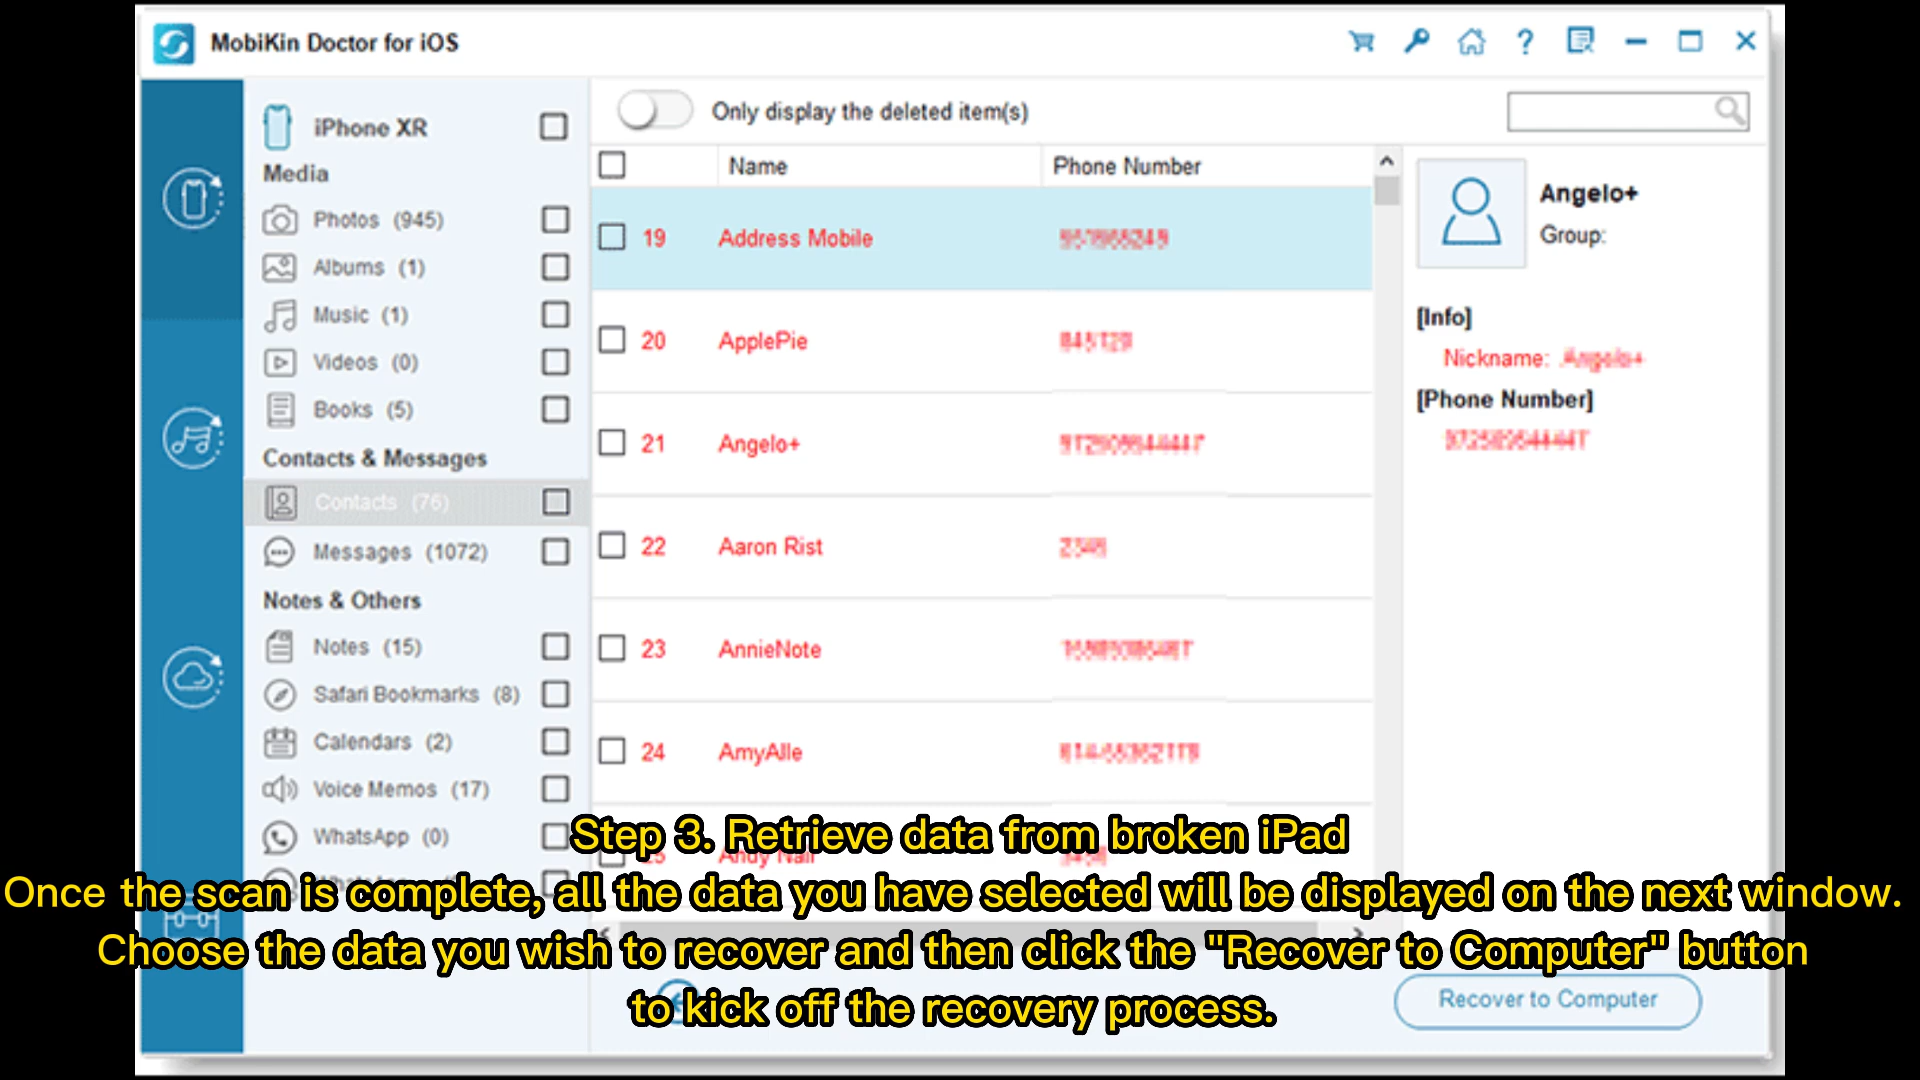 MobiKin Doctor for iOS
iPhone XR
Media
Photos (945)
Albums (1)
Music (1)
Videos (0)
Books (5)
Contacts & Messages
Contacts (76)
Messages (1072)
Notes & Others
Notes (15)
Safari Bookmarks (8)
Calendars (2)
Voice Memos (17)
WhatsApp (0)
Only display the deleted item(s)
Name Phone Number
19 Address Mobile
20 ApplePie
21 Angelo+
22 Aaron Rist
23 AnnieNote
24 AmyAlle
25 Andy Nail
Angelo+
Group:
[Info]
Nickname: Angelo+
[Phone Number]
Step 3. Retrieve data from broken iPad
Once the scan is complete, all the data you have selected will be displayed on the next window.
Choose the data you wish to recover and then click the "Recover to Computer" button
to kick off the recovery process.
Recover to Computer